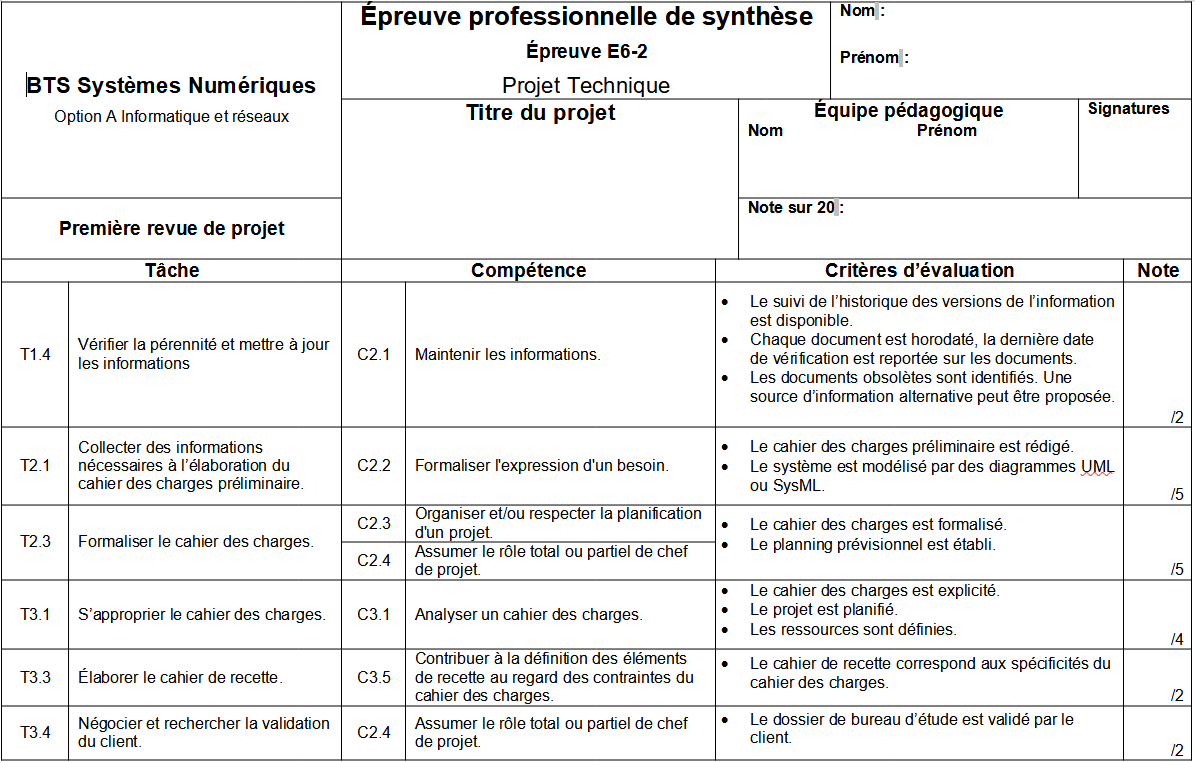 BTS Systèmes Numériques
Option A Informatique et réseaux
Première revue de projet
Épreuve professionnelle de synthèse
Épreuve E6-2
Projet Technique
Nom :
Prénom :
Titre du projet
Équipe pédagogique
Nom Prénom
Signatures
Note sur 20 :
Tâche Compétence Critères d’évaluation Note
T1.4
Vérifier la pérennité et mettre à jour
les informations
C2.1
Maintenir les informations.
• Le suivi de l’historique des versions de l’information
est disponible.
• Chaque document est horodaté, la dernière date
de vérification est reportée sur les documents.
• Les documents obsolètes sont identifiés. Une
source d’information alternative peut être proposée.
/2
T2.1
Collecter des informations
nécessaires à l’élaboration du
cahier des charges préliminaire.
C2.2
Formaliser l'expression d'un besoin.
• Le cahier des charges préliminaire est rédigé.
• Le système est modélisé par des diagrammes UML
ou SysML.
/5
T2.3
Formaliser le cahier des charges.
C2.3
Organiser et/ou respecter la planification
d'un projet.
C2.4
Assumer le rôle total ou partiel de chef
de projet.
• Le cahier des charges est formalisé.
• Le planning prévisionnel est établi.
/5
T3.1
S’approprier le cahier des charges.
C3.1
Analyser un cahier des charges.
• Le cahier des charges est explicité.
• Le projet est planifié.
• Les ressources sont définies.
/4
T3.3
Élaborer le cahier de recette.
C3.5
Contribuer à la définition des éléments
de recette au regard des contraintes du
cahier des charges.
• Le cahier de recette correspond aux spécificités du
cahier des charges.
/2
T3.4
Négocier et rechercher la validation
du client.
C2.4
Assumer le rôle total ou partiel de chef
de projet.
• Le dossier de bureau d’étude est validé par le
client.
/2